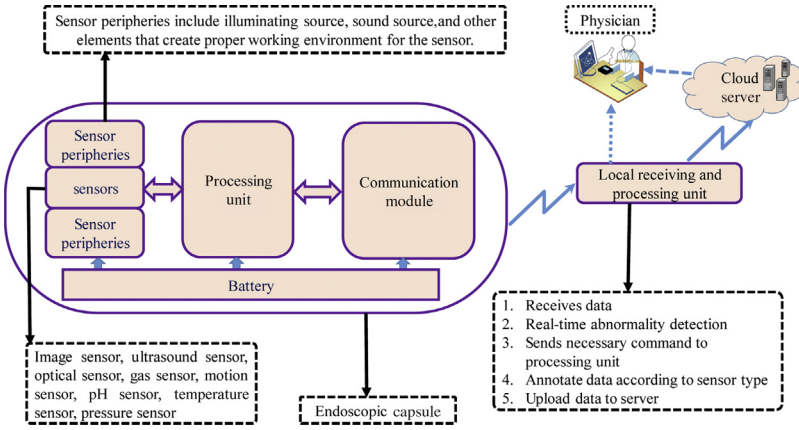 Sensor peripheries include illuminating source, sound source,and other
elements that create proper working environment for the sensor.
Physician
Cloud
server
Sensor
peripheries
sensors
Sensor
peripheries
Processing
unit
Communication
module
Battery
Local receiving and
processing unit
Image sensor, ultrasound sensor,
optical sensor, gas sensor, motion
sensor, pH sensor, temperature
sensor, pressure sensor
Endoscopic capsule
1. Receives data
2. Real-time abnormality detection
3. Sends necessary command to
processing unit
4. Annotate data according to sensor type
5. Upload data to server